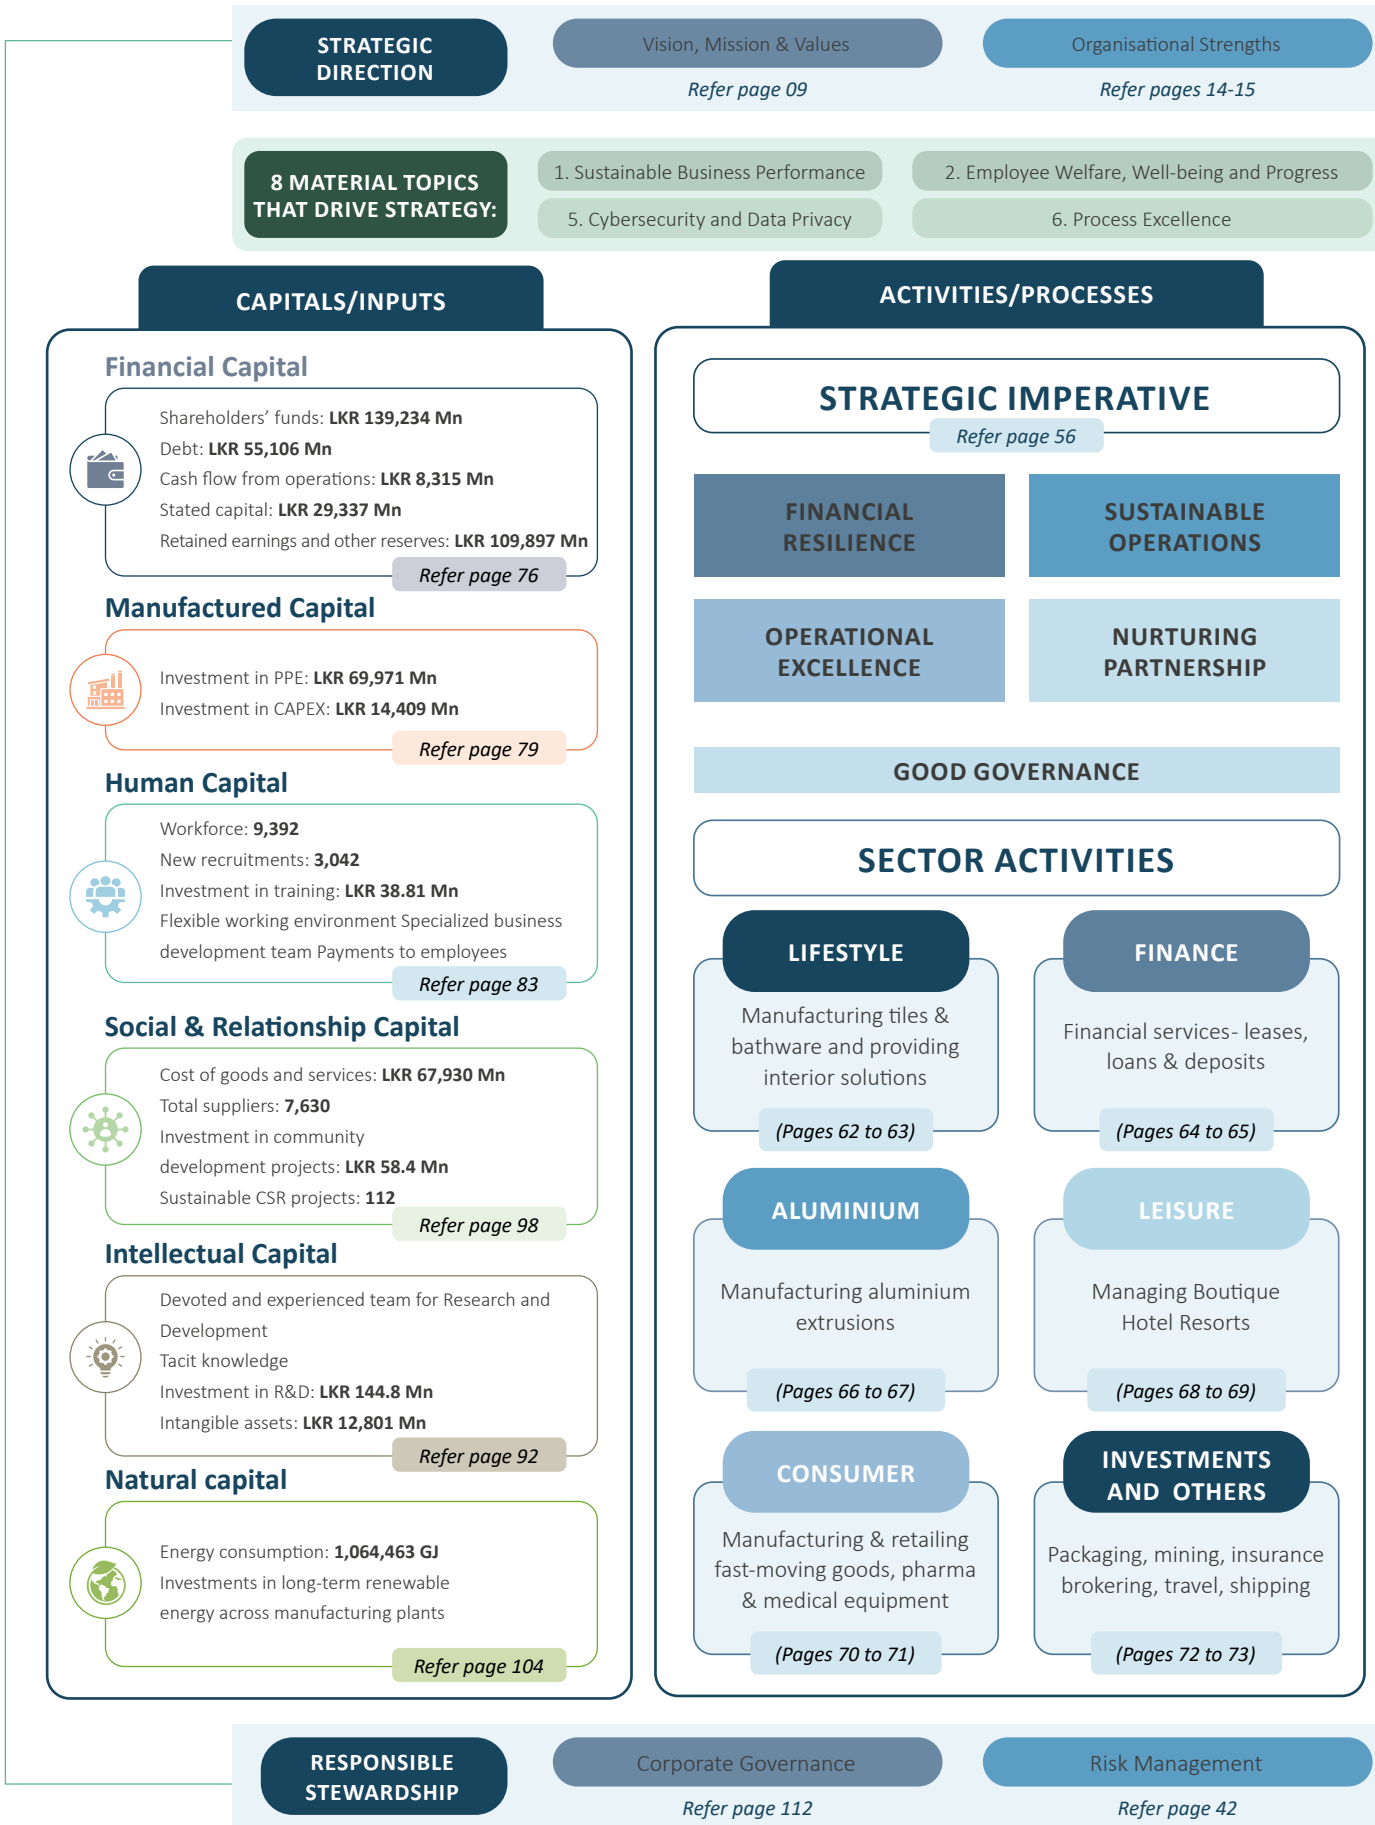 STRATEGIC
DIRECTION
Vision, Mission & Values
Refer page 09
Organisational Strengths
Refer pages 14-15
8 MATERIAL TOPICS
THAT DRIVE STRATEGY:
1. Sustainable Business Performance
2. Employee Welfare, Well-being and Progress
5. Cybersecurity and Data Privacy
6. Process Excellence
CAPITALS/INPUTS
Financial Capital
Shareholders’ funds: LKR 139,234 Mn
Debt: LKR 55,106 Mn
Cash flow from operations: LKR 8,315 Mn
Stated capital: LKR 29,337 Mn
Retained earnings and other reserves: LKR 109,897 Mn
Refer page 76
Manufactured Capital
Investment in PPE: LKR 69,971 Mn
Investment in CAPEX: LKR 14,409 Mn
Refer page 79
Human Capital
Workforce: 9,392
New recruitments: 3,042
Investment in training: LKR 38.81 Mn
Flexible working environment Specialized business
development team Payments to employees
Refer page 83
Social & Relationship Capital
Cost of goods and services: LKR 67,930 Mn
Total suppliers: 7,630
Investment in community
development projects: LKR 58.4 Mn
Sustainable CSR projects: 112
Refer page 98
Intellectual Capital
Devoted and experienced team for Research and
Development
Tacit knowledge
Investment in R&D: LKR 144.8 Mn
Intangible assets: LKR 12,801 Mn
Refer page 92
Natural capital
Energy consumption: 1,064,463 GJ
Investments in long-term renewable
energy across manufacturing plants
Refer page 104
ACTIVITIES/PROCESSES
STRATEGIC IMPERATIVE
Refer page 56
FINANCIAL
RESILIENCE
SUSTAINABLE
OPERATIONS
OPERATIONAL
EXCELLENCE
NURTURING
PARTNERSHIP
GOOD GOVERNANCE
SECTOR ACTIVITIES
LIFESTYLE
Manufacturing tiles &
bathware and providing
interior solutions
(Pages 62 to 63)
FINANCE
Financial services- leases,
loans & deposits
(Pages 64 to 65)
ALUMINIUM
Manufacturing aluminium
extrusions
(Pages 66 to 67)
LEISURE
Managing Boutique
Hotel Resorts
(Pages 68 to 69)
CONSUMER
Manufacturing & retailing
fast-moving goods, pharma
& medical equipment
(Pages 70 to 71)
INVESTMENTS
AND OTHERS
Packaging, mining, insurance
brokering, travel, shipping
(Pages 72 to 73)
RESPONSIBLE
STEWARDSHIP
Corporate Governance
Refer page 112
Risk Management
Refer page 42